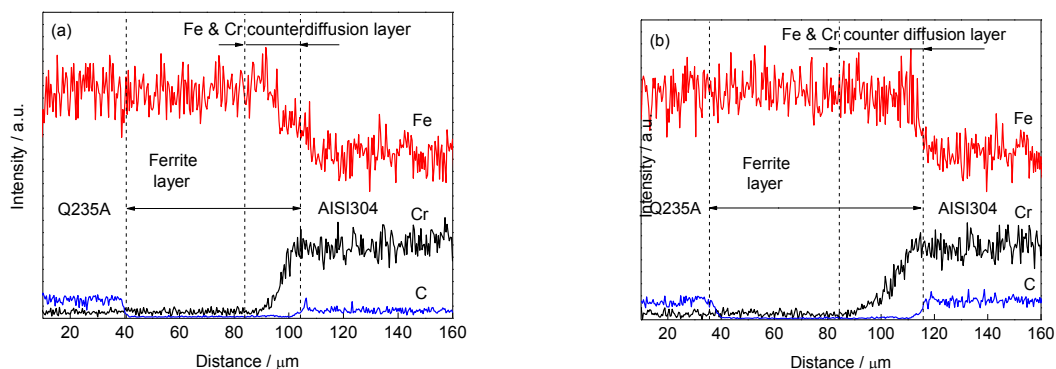 (a)
Fe & Cr counterdiffusion layer
Fe
Ferrite
layer
Q235A
AISI304
Cr
C
Intensity / a.u.
20 40 60 80 100 120 140 160
Distance / μm
(b)
Fe & Cr counter diffusion layer
Fe
Ferrite
layer
Q235A
AISI304
Cr
C
Intensity / a.u.
20 40 60 80 100 120 140 160
Distance / μm